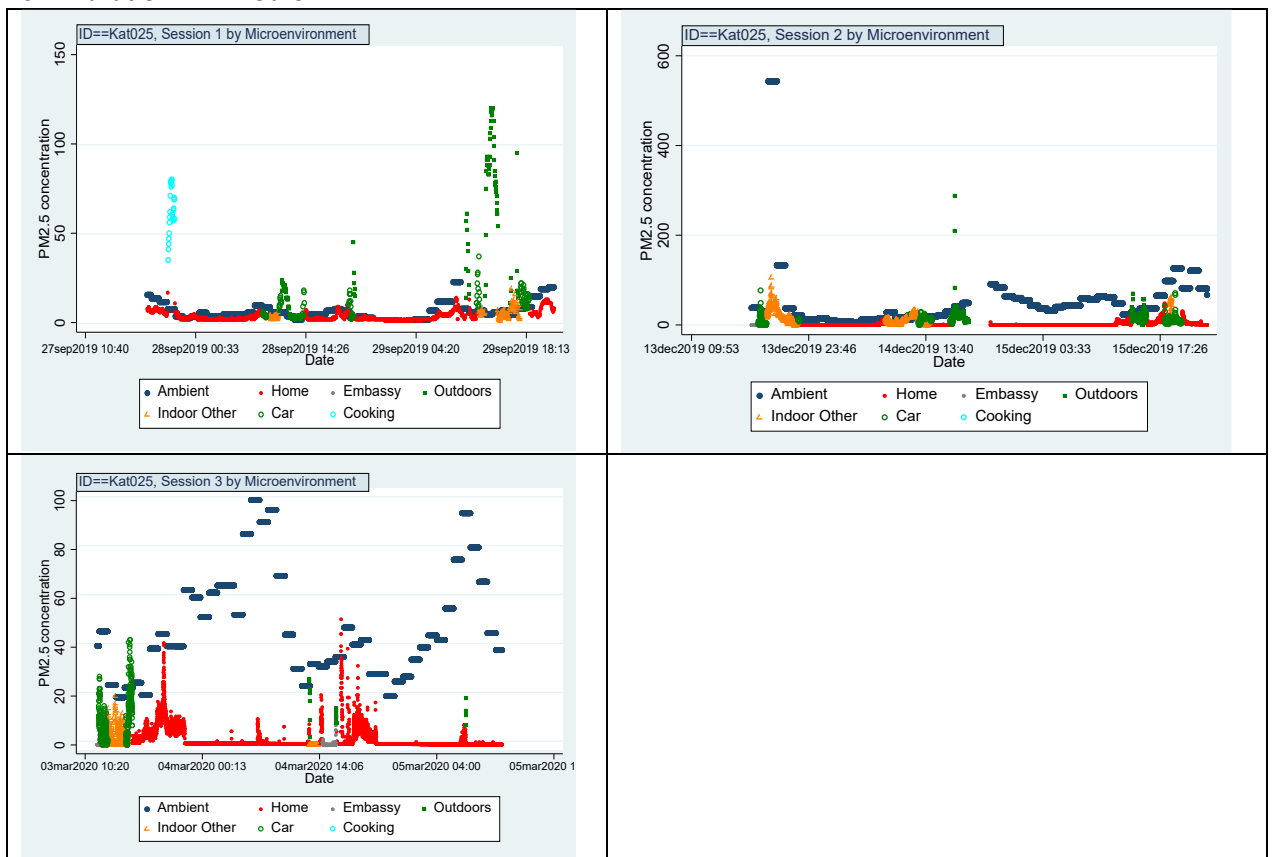 ID==Kat025, Session 1 by Microenvironment
PM2.5 concentration
150
100
50
0
27sep2019 10:40 28sep2019 00:33 28sep2019 14:26 29sep2019 04:20 29sep2019 18:13
Date
Ambient Home Embassy Outdoors
Indoor Other Car Cooking
ID==Kat025, Session 2 by Microenvironment
PM2.5 concentration
600
400
200
0
13dec2019 09:53 13dec2019 23:46 14dec2019 13:40 15dec2019 03:33 15dec2019 17:26
Date
Ambient Home Embassy Outdoors
Indoor Other Car Cooking
ID==Kat025, Session 3 by Microenvironment
PM2.5 concentration
100
80
60
40
20
0
03mar2020 10:20 04mar2020 00:13 04mar2020 14:06 05mar2020 04:00 05mar2020 1
Date
Ambient Home Embassy Outdoors
Indoor Other Car Cooking